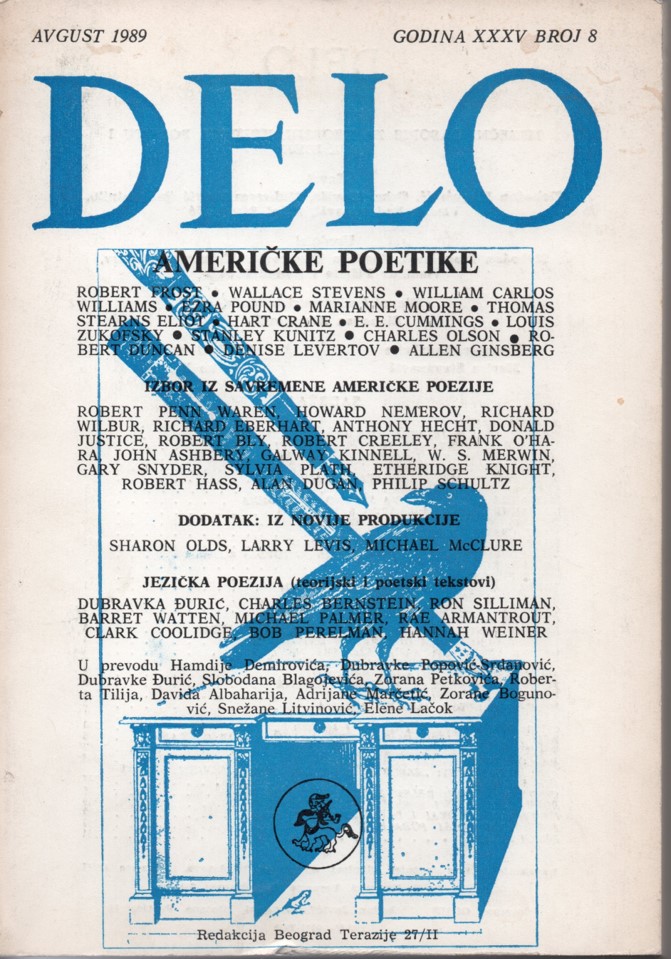 AVGUST 1989
GODINA XXXV BROJ 8
DELO
AMERIČKE POETIKE
ROBERT FROST • WALLACE STEVENS • WILLIAM CARLOS
WILLIAMS • EZRA POUND • MARIANNE MOORE • THOMAS
STEARNS ELIOT • HART CRANE • E. E. CUMMINGS • LOUIS
ZUKOFSKY • STANLEY KUNITZ • CHARLES OLSON • RO-
BERT DUNCAN • DENISE LEVERTOV • ALLEN GINSBERG
IZBOR IZ SAVREMENE AMERIČKE POEZIJE
ROBERT PENN WAREN, HOWARD NEMEROV, RICHARD
WILBUR, RICHARD EBERHART, ANTHONY HECHT, DONALD
JUSTICE, ROBERT BLY, ROBERT CREELEY, FRANK O'HA-
RA, JOHN ASHBERY, GALWAY KINNELL, W. S. MERWIN,
GARY SNYDER, SYLVIA PLATH, ETHERIDGE KNIGHT,
ROBERT HASS, ALAN DUGAN, PHILIP SCHULTZ
DODATAK: IZ NOVIJE PRODUKCIJE
SHARON OLDS, LARRY LEVIS, MICHAEL McCLURE
JEZIČKA POEZIJA (teorijski i poetski tekstovi)
DUBRAVKA ĐURIĆ, CHARLES BERNSTEIN, RON SILLIMAN,
BARRET WATTEN, MICHAEL PALMER, RAE ARMANTROUT,
CLARK COOLIDGE, BOB PERELMAN, HANNAH WEINER
U prevodu Hamdije Demirovića, Dubravke Popović-Srdanović,
Dubravke Đurić, Slobodana Blagojevića, Zorana Petkovića, Rober-
ta Tilija, Davida Albaharija, Adrijane Marčetić, Zorane Boguno-
vić, Snežane Litvinović, Elene Lačok
Redakcija Beograd Terazije 27/II